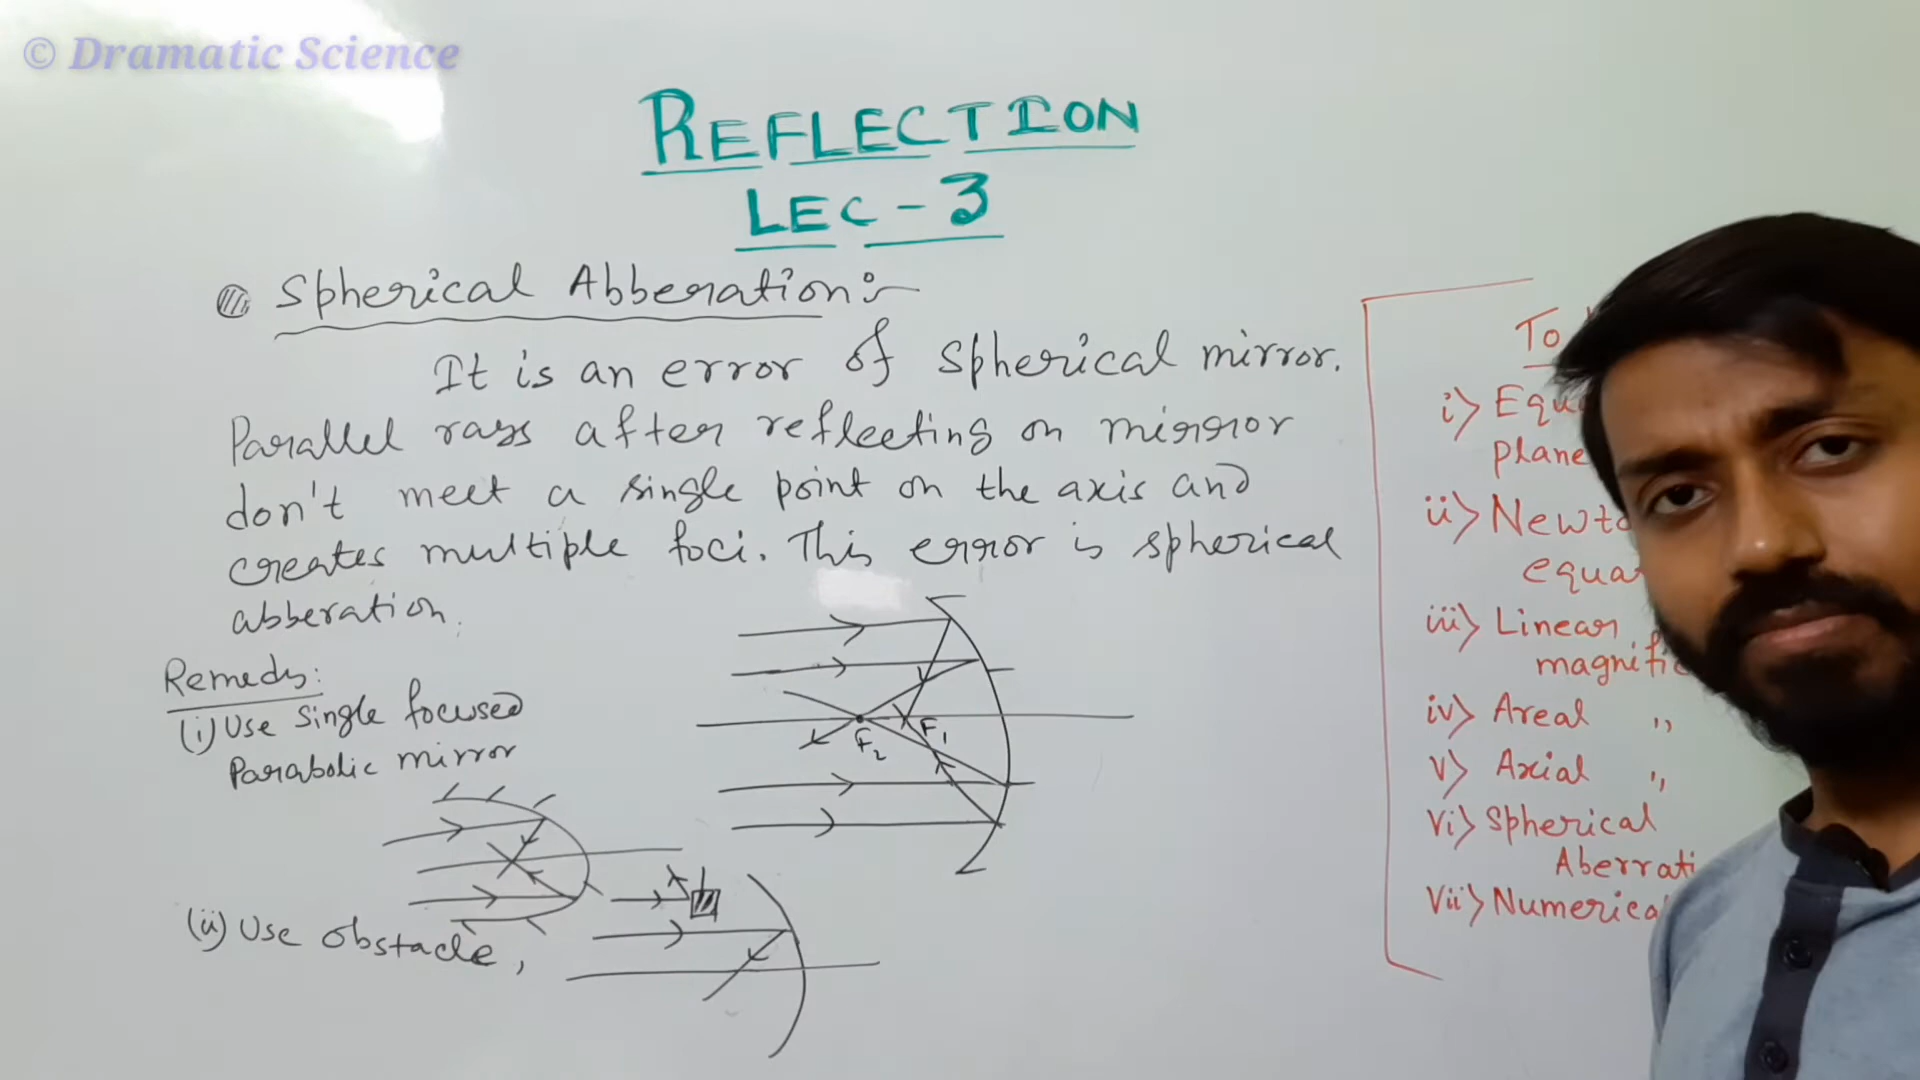 © Dramatic Science
REFLECTION
LEC - 3
Spherical Abberation:-
It is an error of spherical mirror.
Parallel rays after reflecting on mirror
don't meet a single point on the axis and
creates multiple foci. This error is spherical
abberation.
Remedy:
(i) Use single focused
Parabolic mirror
F2
F1
(ii) Use obstacle,
To
i> Equ
plane
ii> Newto
equa
iii> Linear
magnific
iv> Areal ,,
v> Axial ,,
vi> Spherical
Aberrati
vii> Numerical